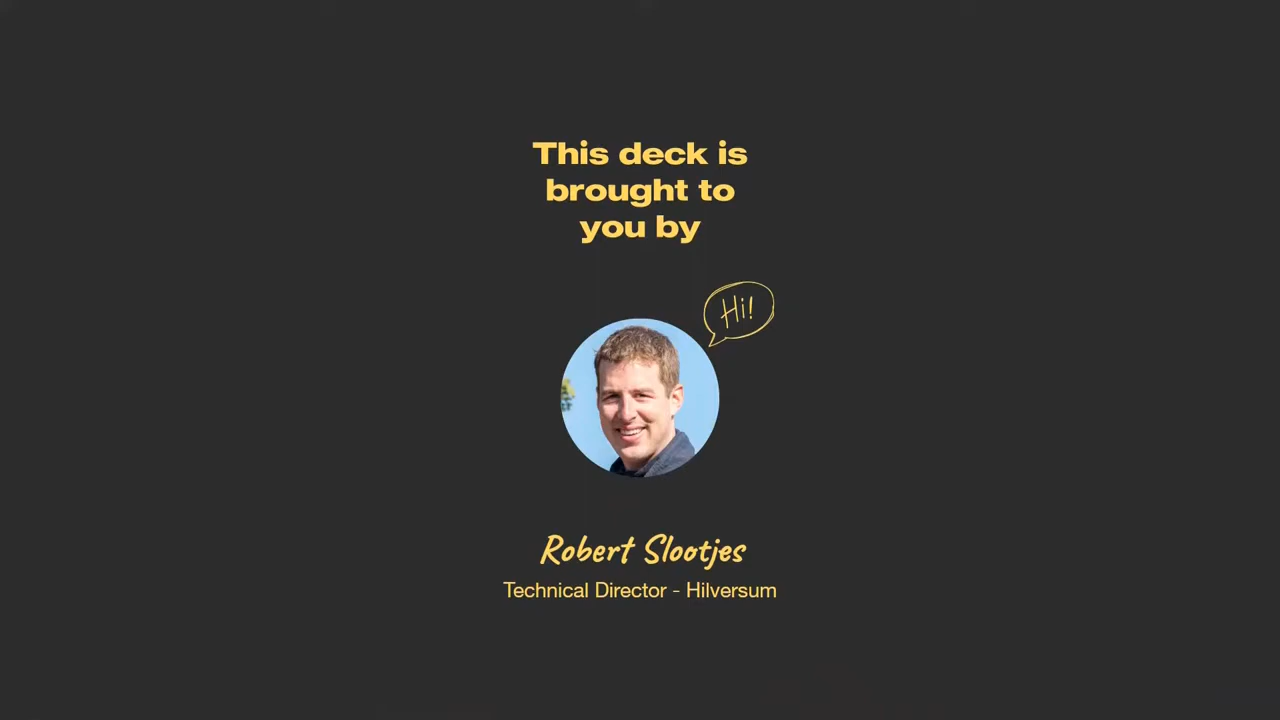 This deck is
brought to
you by
Hi!
Robert Slootjes
Technical Director - Hilversum